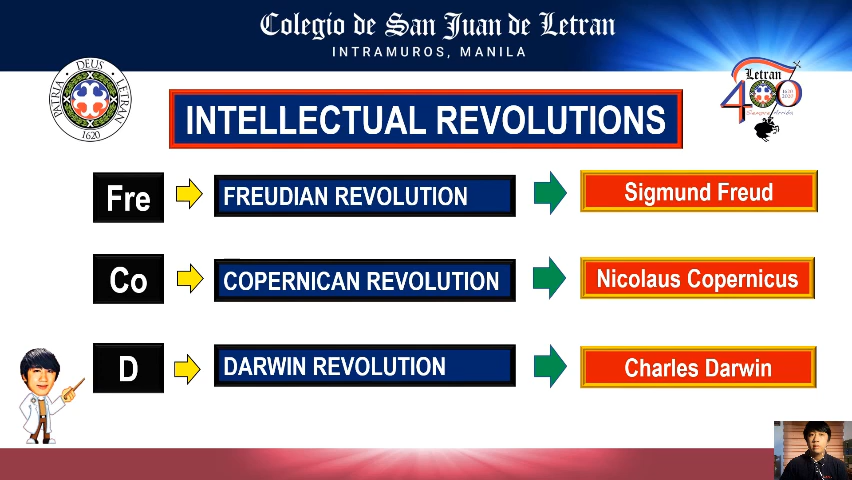 Colegio de San Juan de Letran
INTRAMUROS, MANILA
DEUS
PATRIA
LETRAN
1620
Letran
400
INTELLECTUAL REVOLUTIONS
Fre
FREUDIAN REVOLUTION
Sigmund Freud
Co
COPERNICAN REVOLUTION
Nicolaus Copernicus
D
DARWIN REVOLUTION
Charles Darwin